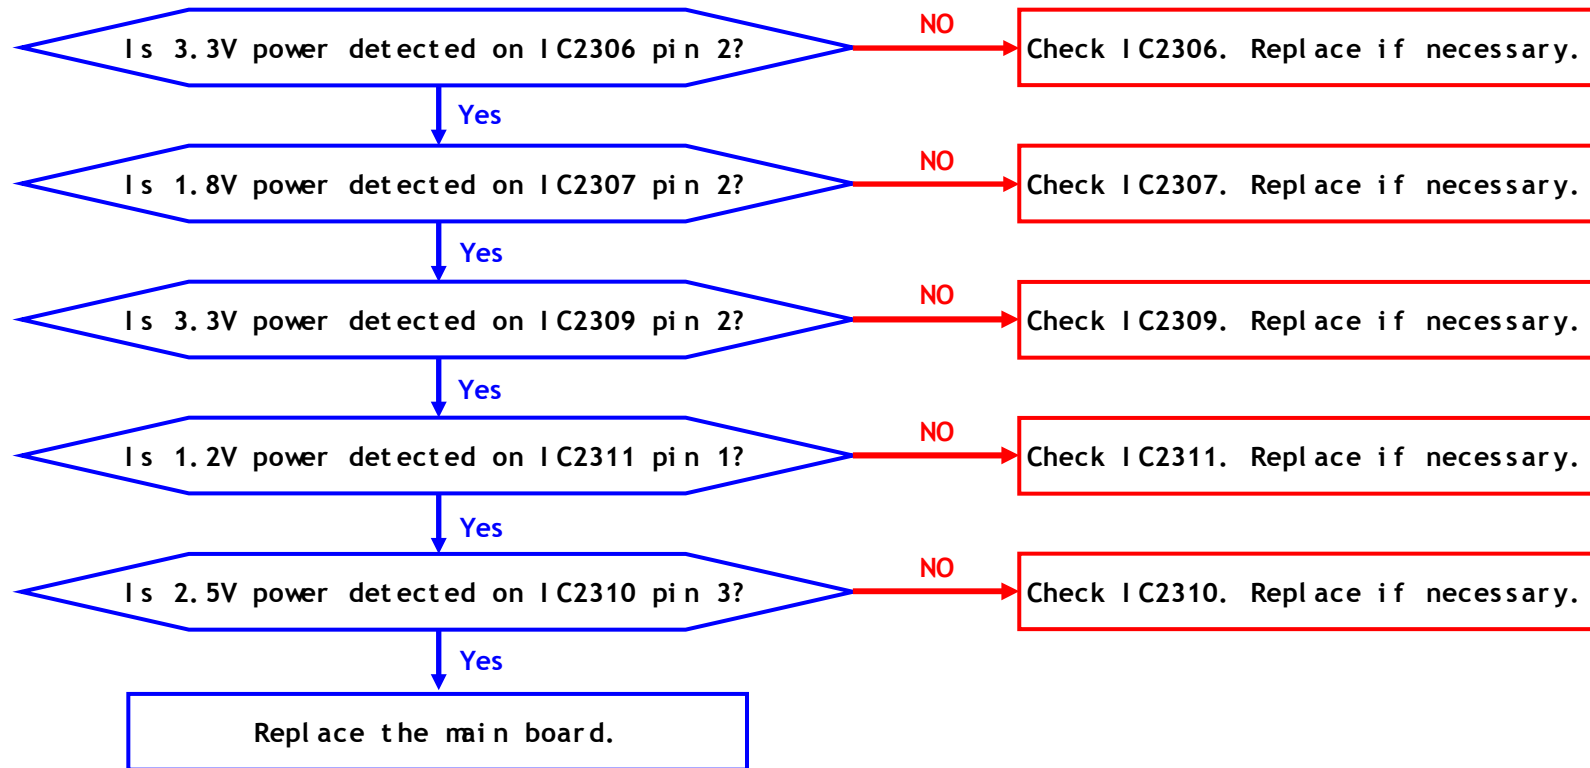 Is 3.3V power detected on IC2306 pin 2?
NO
Check IC2306. Replace if necessary.
Yes
Is 1.8V power detected on IC2307 pin 2?
NO
Check IC2307. Replace if necessary.
Yes
Is 3.3V power detected on IC2309 pin 2?
NO
Check IC2309. Replace if necessary.
Yes
Is 1.2V power detected on IC2311 pin 1?
NO
Check IC2311. Replace if necessary.
Yes
Is 2.5V power detected on IC2310 pin 3?
NO
Check IC2310. Replace if necessary.
Yes
Replace the main board.